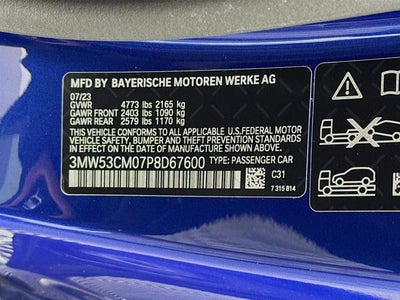 MFD BY BAYERISCHE MOTOREN WERKE AG
07/23
GVWR 4773 lbs 2165 kg
GAWR FRONT 2403 lbs 1090 kg
GAWR REAR 2579 lbs 1170 kg
THIS VEHICLE CONFORMS TO ALL APPLICABLE U.S.FEDERAL MOTOR
VEHICLE SAFETY, BUMPER, AND THEFT PREVENTION STANDARDS
IN EFFECT ON THE DATE OF MANUFACTURE SHOWN ABOVE.
3MW53CM07P8D67600 TYPE: PASSENGER CAR
C31
7 315 814